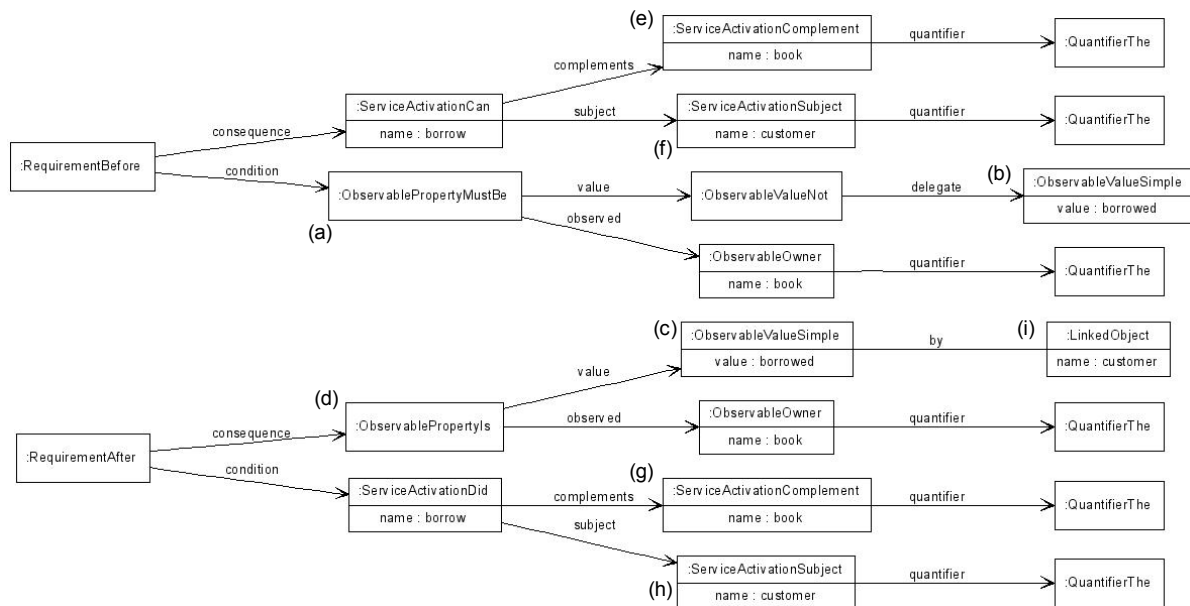 (e)
:ServiceActivationComplement
name : book
quantifier
:QuantifierThe
complements
:ServiceActivationCan
name : borrow
subject
:ServiceActivationSubject
name : customer
(f)
quantifier
:QuantifierThe
consequence
:RequirementBefore
condition
:ObservablePropertyMustBe
(a)
value
:ObservableValueNot
delegate
(b)
:ObservableValueSimple
value : borrowed
observed
:ObservableOwner
name : book
quantifier
:QuantifierThe
(c)
:ObservableValueSimple
value : borrowed
by
(i)
:LinkedObject
name : customer
value
(d)
:ObservablePropertyIs
observed
:ObservableOwner
name : book
quantifier
:QuantifierThe
consequence
:RequirementAfter
condition
:ServiceActivationDid
name : borrow
complements
(g)
:ServiceActivationComplement
name : book
quantifier
:QuantifierThe
subject
:ServiceActivationSubject
name : customer
(h)
quantifier
:QuantifierThe